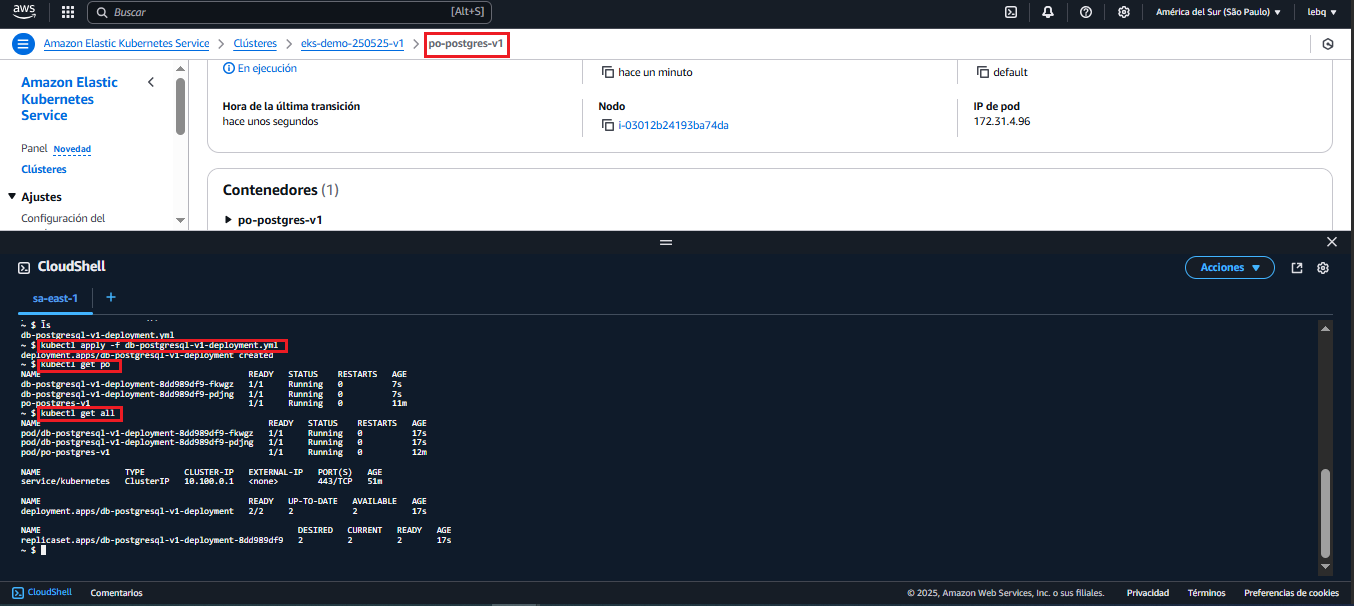 aws Buscar [Alt+S] América del Sur (São Paulo) ▼ lebq ▼
Amazon Elastic Kubernetes Service > Clústeres > eks-demo-250525-v1 > po-postgres-v1
Amazon Elastic
Kubernetes
Service
Panel Novedad
Clústeres
Ajustes
Configuración del
En ejecución
hace un minuto
default
Hora de la última transición
hace unos segundos
Nodo
i-03012b24193ba74da
IP de pod
172.31.4.96
Contenedores (1)
po-postgres-v1
CloudShell
Acciones ▼
sa-east-1 +
~ $ ls
db-postgresql-v1-deployment.yml
~ $ kubectl apply -f db-postgresql-v1-deployment.yml
deployment.apps/db-postgresql-v1-deployment created
~ $ kubectl get po
NAME READY STATUS RESTARTS AGE
db-postgresql-v1-deployment-8dd989df9-fkwgz 1/1 Running 0 7s
db-postgresql-v1-deployment-8dd989df9-pdjng 1/1 Running 0 7s
po-postgres-v1 1/1 Running 0 11m
~ $ kubectl get all
NAME READY STATUS RESTARTS AGE
pod/db-postgresql-v1-deployment-8dd989df9-fkwgz 1/1 Running 0 17s
pod/db-postgresql-v1-deployment-8dd989df9-pdjng 1/1 Running 0 17s
pod/po-postgres-v1 1/1 Running 0 12m
NAME TYPE CLUSTER-IP EXTERNAL-IP PORT(S) AGE
service/kubernetes ClusterIP 10.100.0.1 <none> 443/TCP 51m
NAME READY UP-TO-DATE AVAILABLE AGE
deployment.apps/db-postgresql-v1-deployment 2/2 2 2 17s
NAME DESIRED CURRENT READY AGE
replicaset.apps/db-postgresql-v1-deployment-8dd989df9 2 2 2 17s
~ $
CloudShell Comentarios © 2025, Amazon Web Services, Inc. o sus filiales. Privacidad Términos Preferencias de cookies